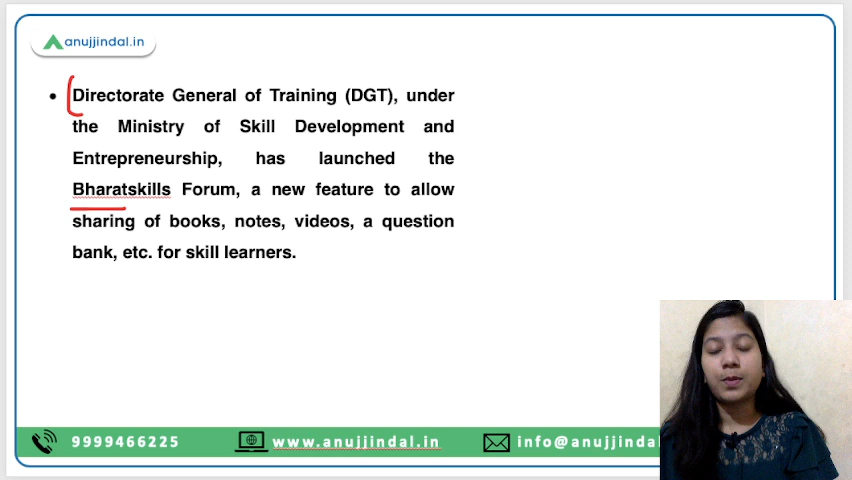 anujjindal.in
• Directorate General of Training (DGT), under
the Ministry of Skill Development and
Entrepreneurship, has launched the
Bharatskills Forum, a new feature to allow
sharing of books, notes, videos, a question
bank, etc. for skill learners.
9999466225 www.anujjindal.in info@anujjindal